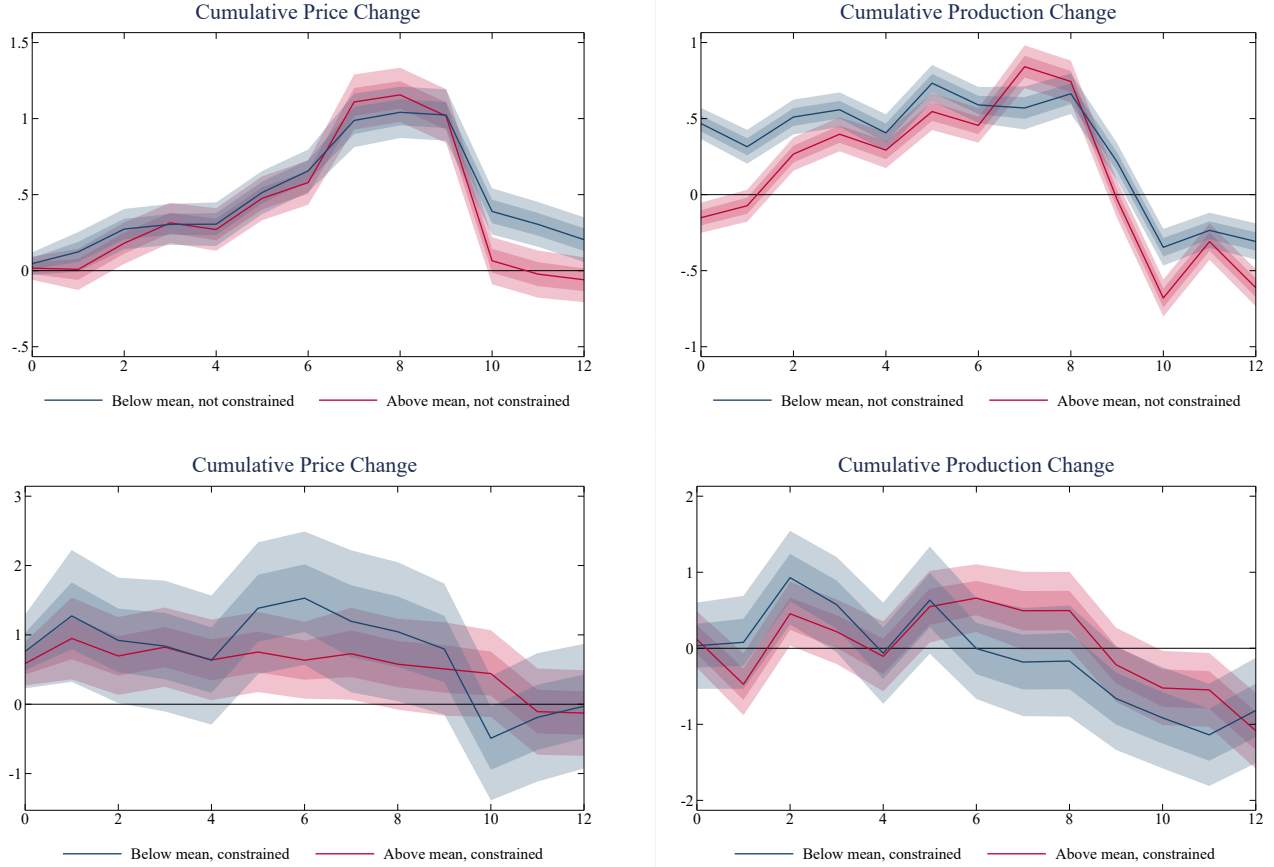 Cumulative Price Change
1.5
1
.5
0
-.5
0 2 4 6 8 10 12
Below mean, not constrained Above mean, not constrained
Cumulative Production Change
1
.5
0
-.5
-1
0 2 4 6 8 10 12
Below mean, not constrained Above mean, not constrained
Cumulative Price Change
3
2
1
0
-1
0 2 4 6 8 10 12
Below mean, constrained Above mean, constrained
Cumulative Production Change
2
1
0
-1
-2
0 2 4 6 8 10 12
Below mean, constrained Above mean, constrained